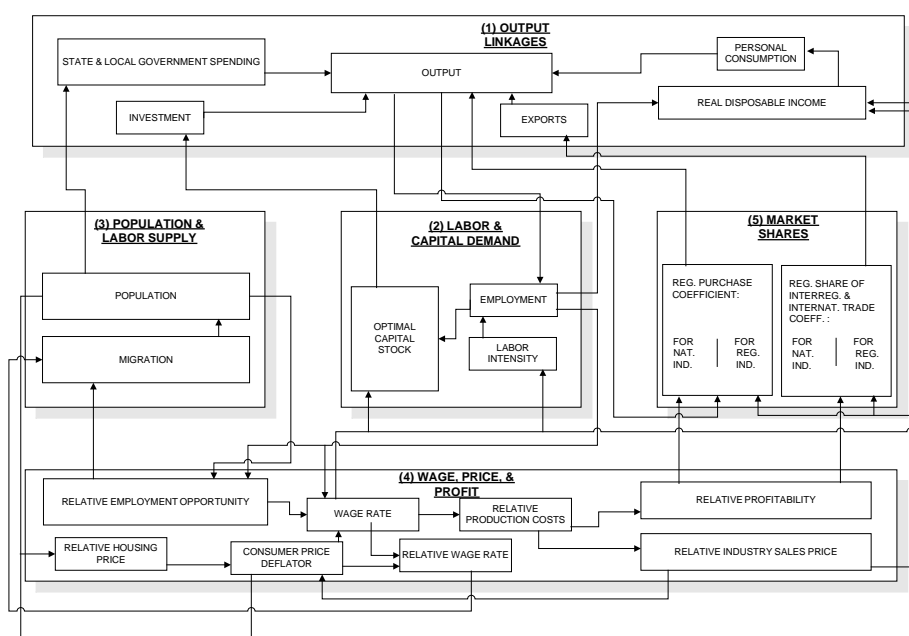 (1) OUTPUT
LINKAGES
STATE & LOCAL GOVERNMENT SPENDING
OUTPUT
PERSONAL
CONSUMPTION
INVESTMENT
EXPORTS
REAL DISPOSABLE INCOME
(3) POPULATION &
LABOR SUPPLY
POPULATION
MIGRATION
(2) LABOR &
CAPITAL DEMAND
OPTIMAL
CAPITAL
STOCK
EMPLOYMENT
LABOR
INTENSITY
(5) MARKET
SHARES
REG. PURCHASE
COEFFICIENT:
FOR
NAT.
IND.
FOR
REG.
IND.
REG. SHARE OF
INTERREG. &
INTERNAT. TRADE
COEFF. :
FOR
NAT.
IND.
FOR
REG.
IND.
(4) WAGE, PRICE, &
PROFIT
RELATIVE EMPLOYMENT OPPORTUNITY
WAGE RATE
RELATIVE
PRODUCTION COSTS
RELATIVE PROFITABILITY
RELATIVE HOUSING
PRICE
CONSUMER PRICE
DEFLATOR
RELATIVE WAGE RATE
RELATIVE INDUSTRY SALES PRICE